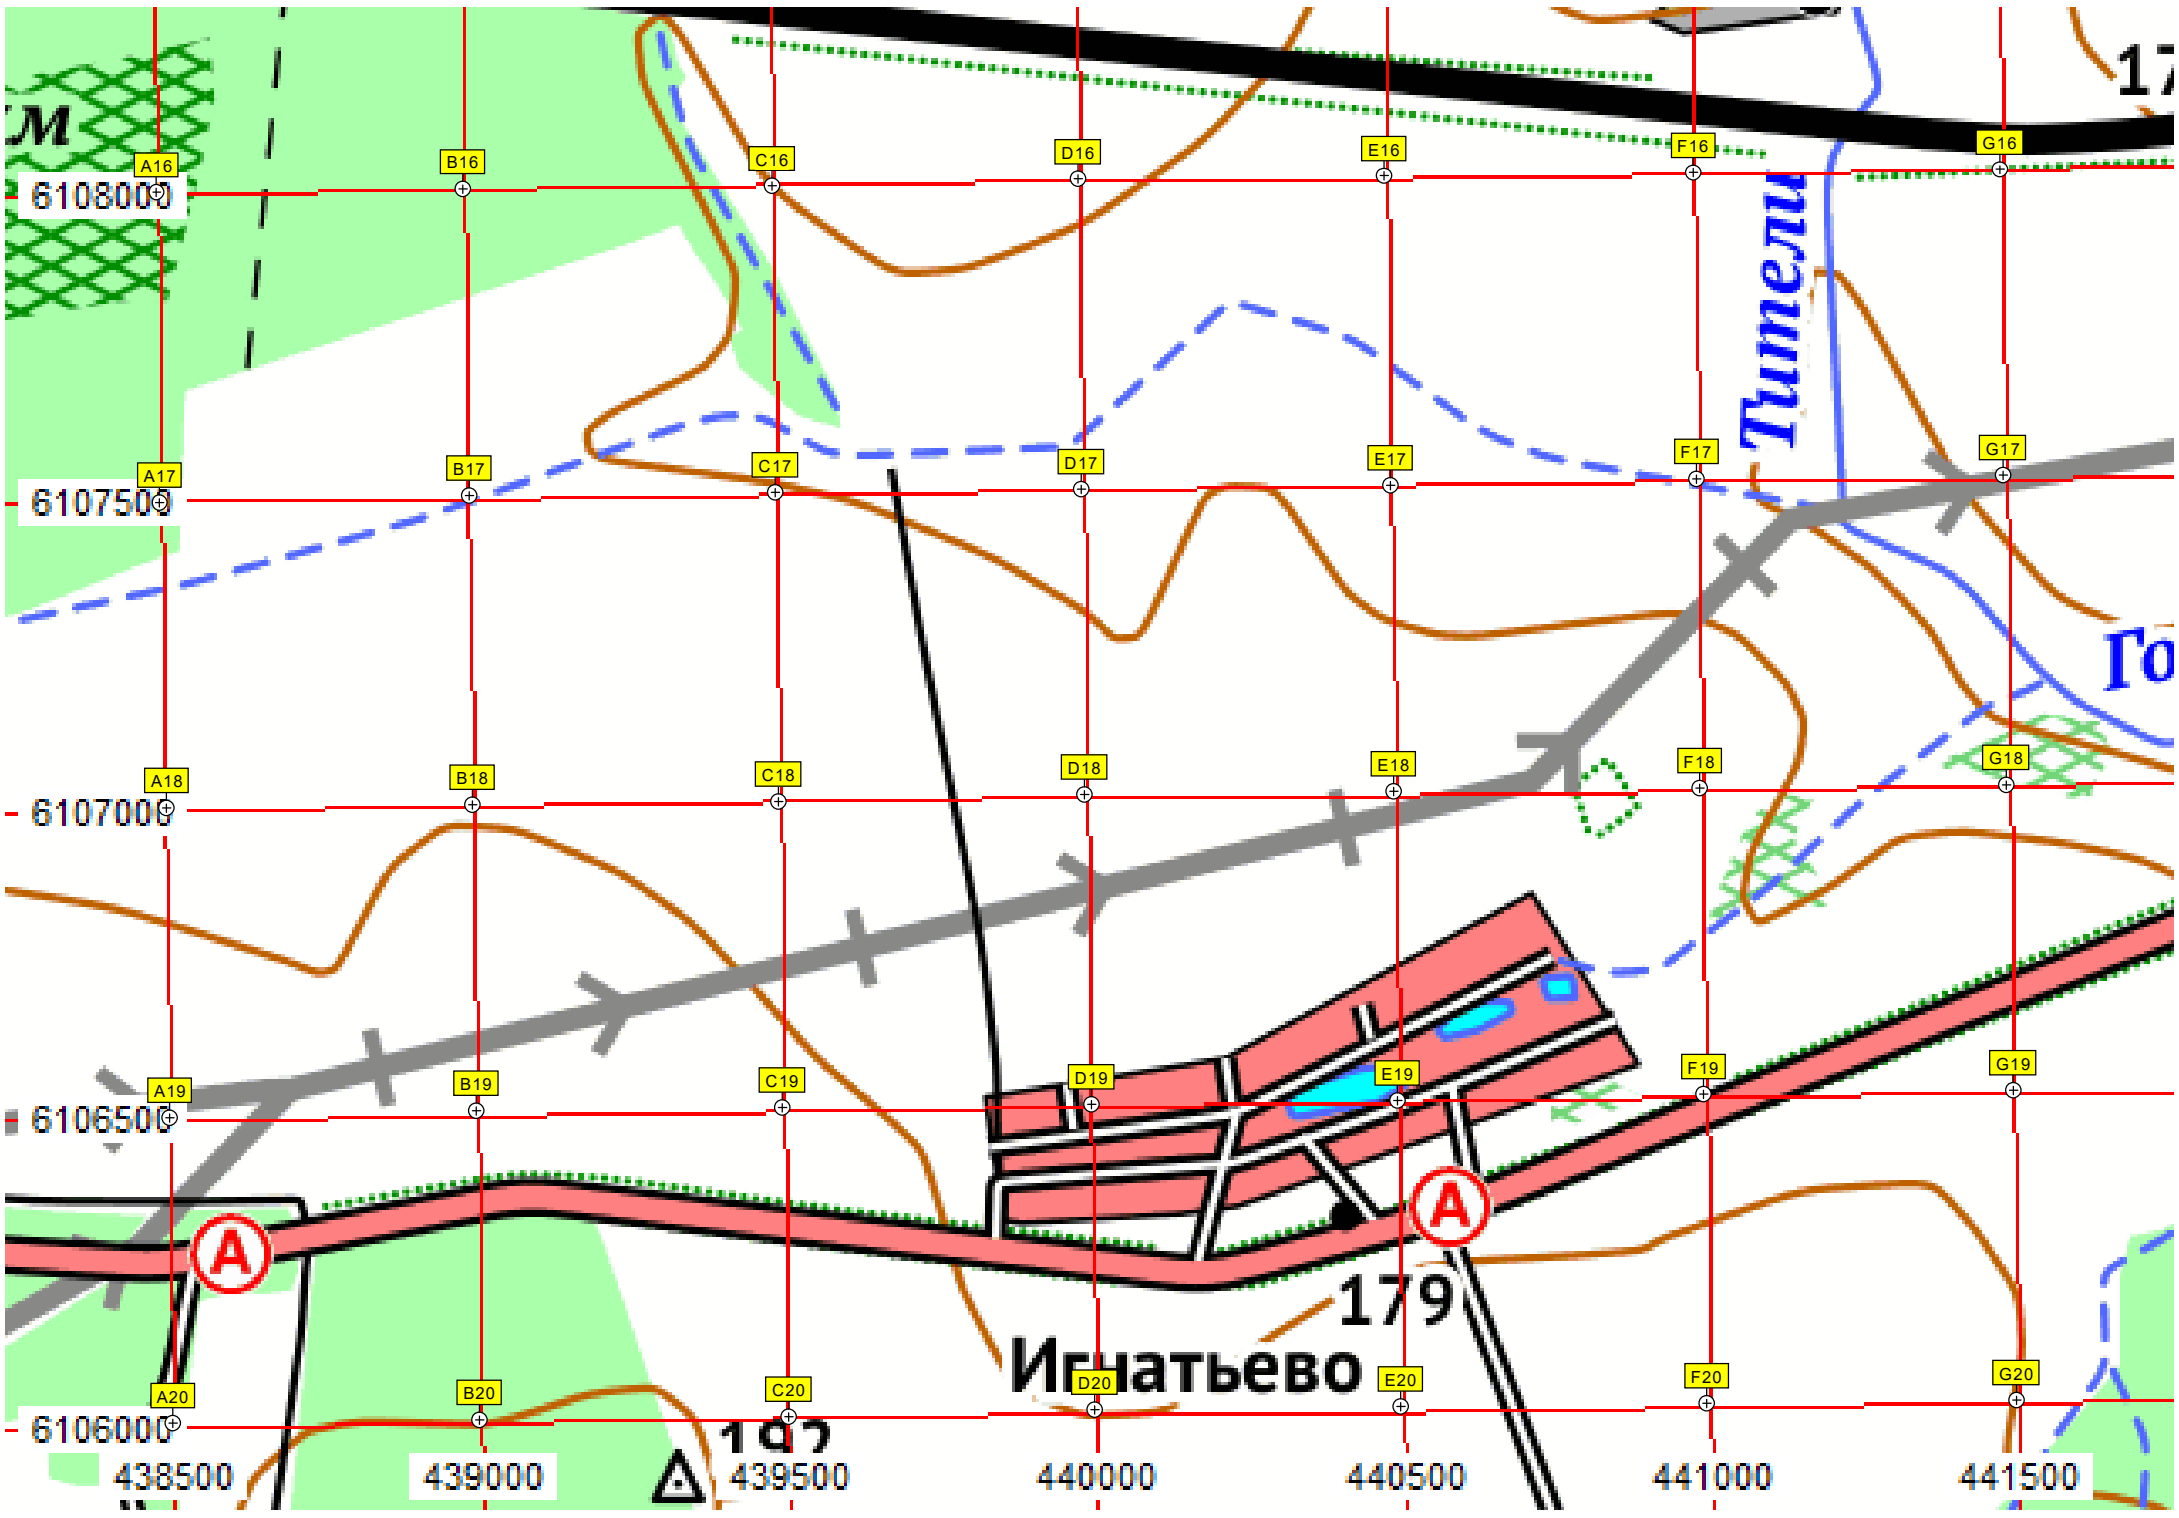 17
м
A16 B16 C16 D16 E16 F16 G16
6108000
Тители
A17 B17 C17 D17 E17 F17 G17
6107500
Го
A18 B18 C18 D18 E18 F18 G18
6107000
A19 B19 C19 D19 E19 F19 G19
6106500
А
А
179
Игнатьево
A20 B20 C20 D20 E20 F20 G20
6106000
192
438500 439000 439500 440000 440500 441000 441500